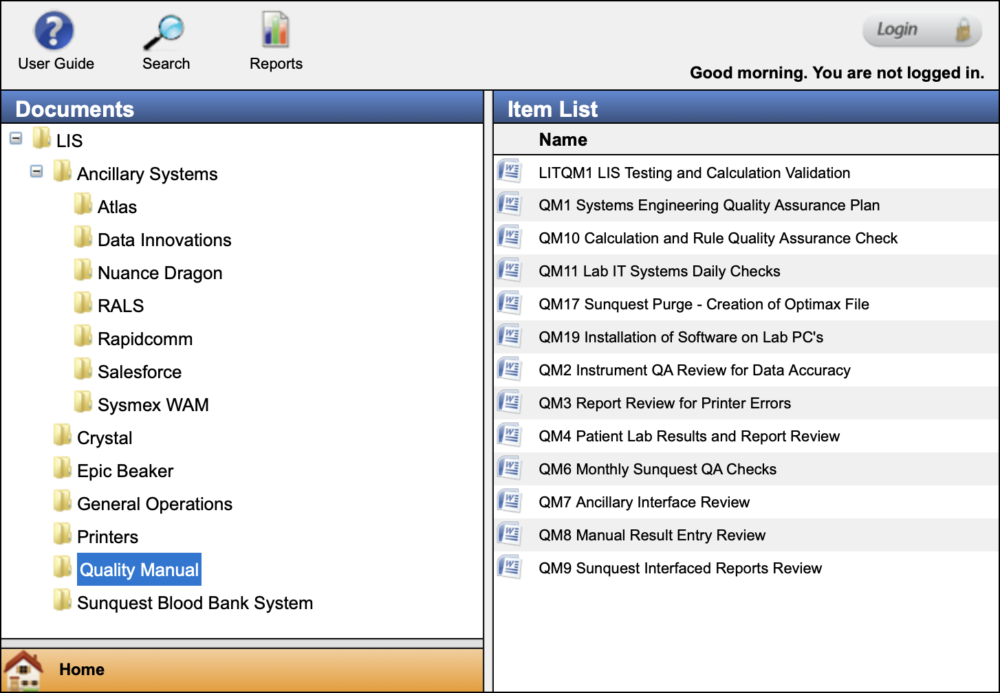 User Guide
Search
Reports
Login
Good morning. You are not logged in.
Documents
LIS
Ancillary Systems
Atlas
Data Innovations
Nuance Dragon
RALS
Rapidcomm
Salesforce
Sysmex WAM
Crystal
Epic Beaker
General Operations
Printers
Quality Manual
Sunquest Blood Bank System
Home
Item List
Name
LITQM1 LIS Testing and Calculation Validation
QM1 Systems Engineering Quality Assurance Plan
QM10 Calculation and Rule Quality Assurance Check
QM11 Lab IT Systems Daily Checks
QM17 Sunquest Purge - Creation of Optimax File
QM19 Installation of Software on Lab PC's
QM2 Instrument QA Review for Data Accuracy
QM3 Report Review for Printer Errors
QM4 Patient Lab Results and Report Review
QM6 Monthly Sunquest QA Checks
QM7 Ancillary Interface Review
QM8 Manual Result Entry Review
QM9 Sunquest Interfaced Reports Review